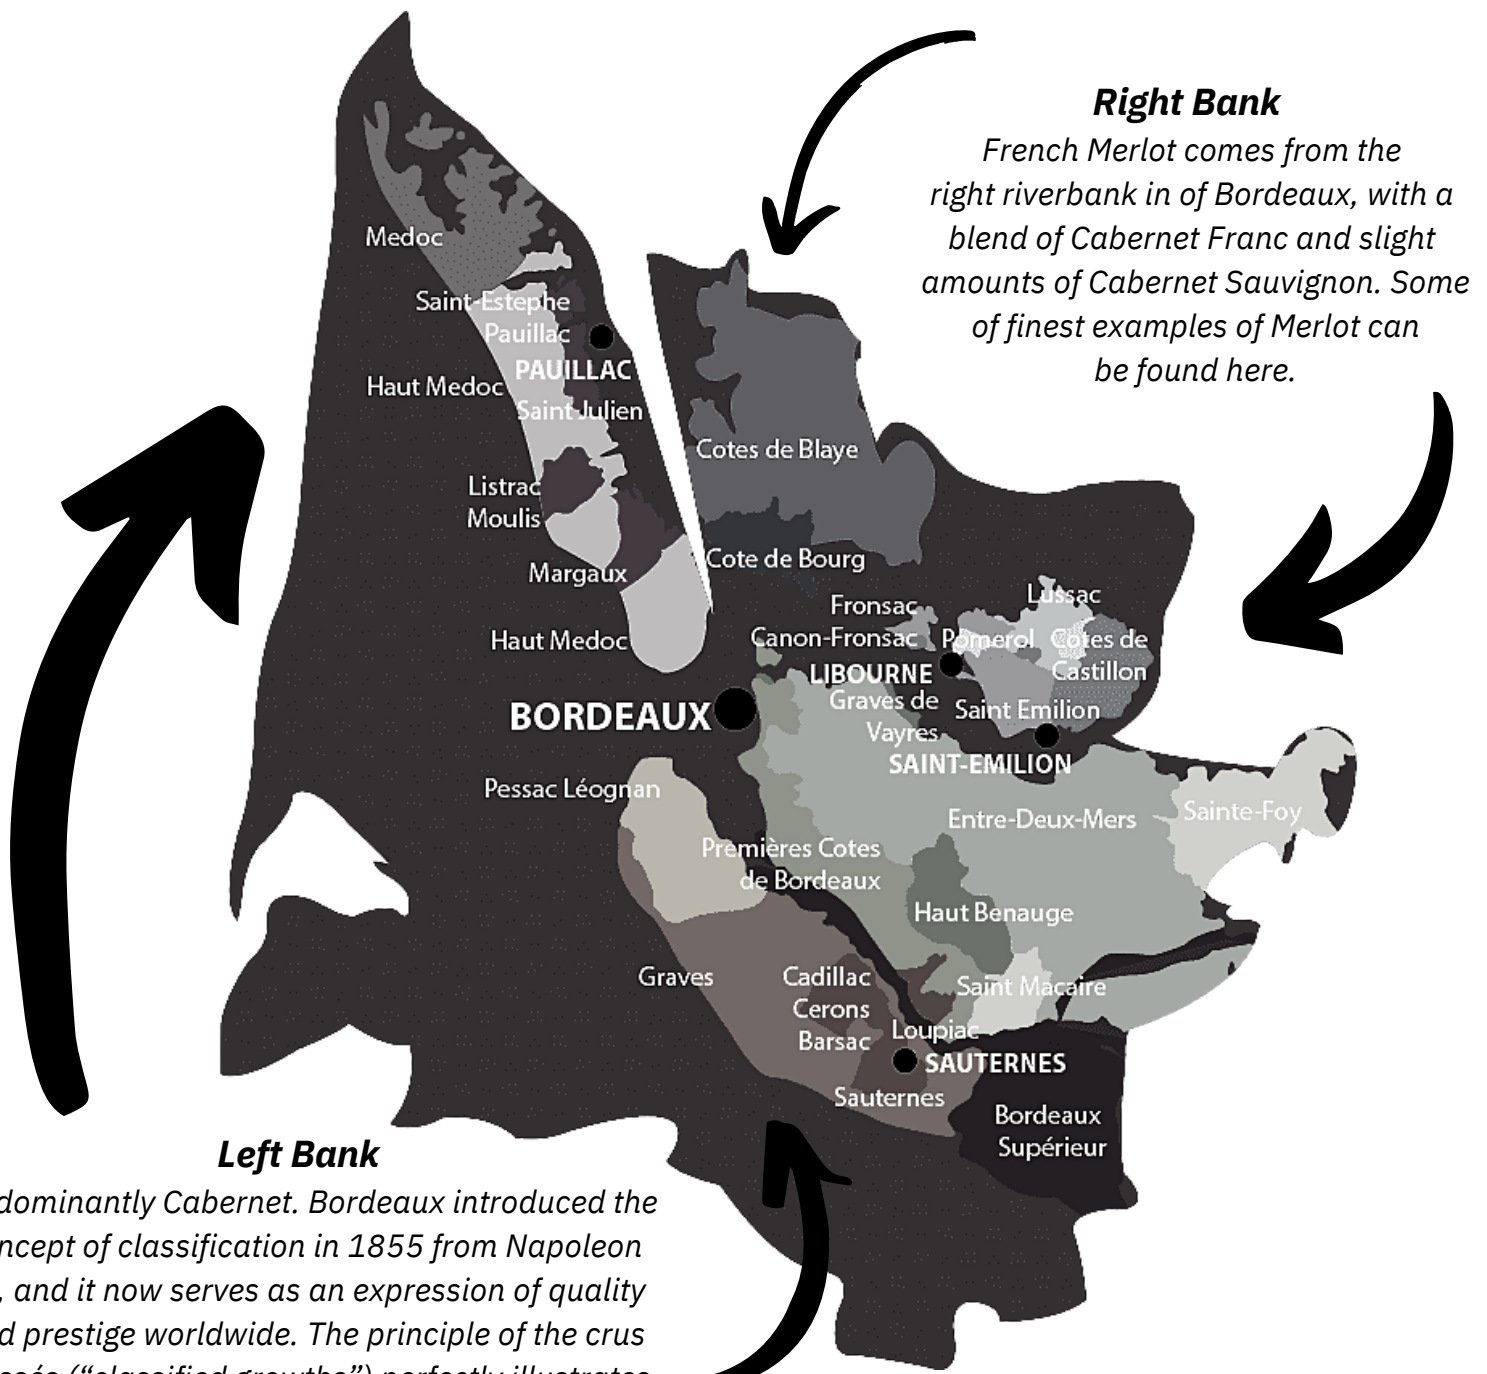 Right Bank
French Merlot comes from the
right riverbank in of Bordeaux, with a
blend of Cabernet Franc and slight
amounts of Cabernet Sauvignon. Some
of finest examples of Merlot can
be found here.
Medoc
Saint-Estephe
Pauillac
PAUILLAC
Haut Medoc
Saint Julien
Cotes de Blaye
Listrac
Moulis
Cote de Bourg
Margaux
Lussac
Fronsac
Canon-Fronsac
Pomerol
Cotes de
Castillon
Haut Medoc
LIBOURNE
Graves de
Vayres
Saint Emilion
BORDEAUX
SAINT-EMILION
Pessac Léognan
Entre-Deux-Mers
Sainte-Foy
Premières Cotes
de Bordeaux
Haut Benauge
Graves
Cadillac
Cerons
Barsac
Saint Macaire
Loupiac
SAUTERNES
Sauternes
Bordeaux
Supérieur
Left Bank
dominantly Cabernet. Bordeaux introduced the
ncept of classification in 1855 from Napoleon
, and it now serves as an expression of quality
d prestige worldwide. The principle of the crus
ssés (“classified growths”) perfectly illustrates